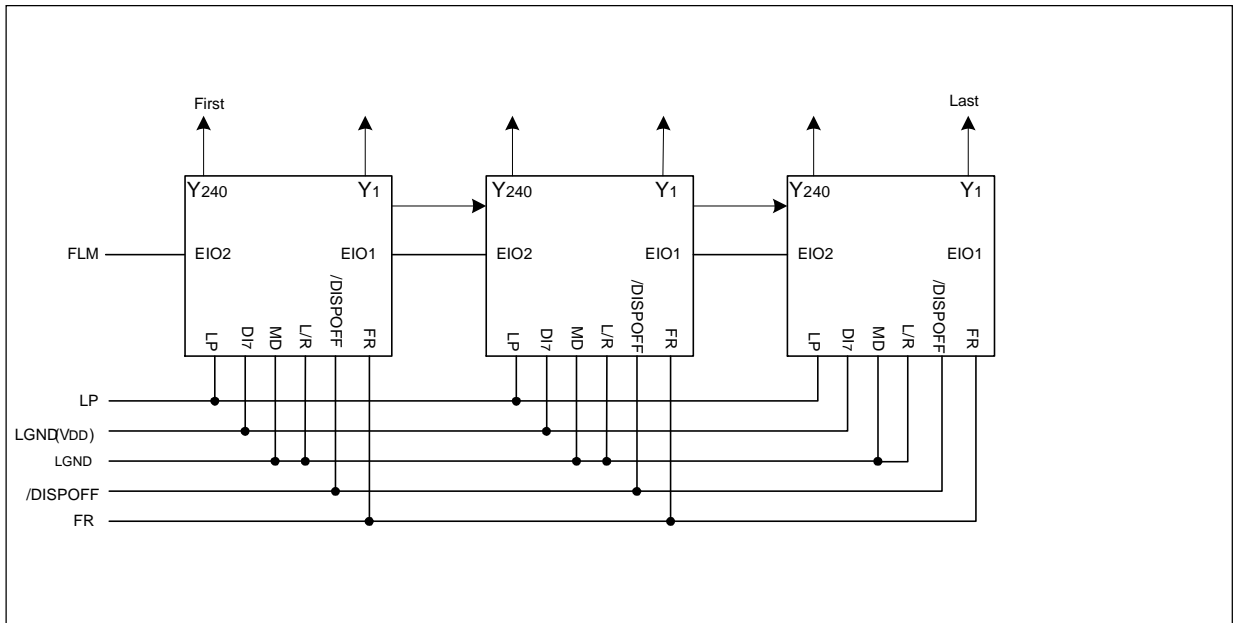 First
Last
Y240 Y1
Y240 Y1
Y240 Y1
FLM
EIO2 EIO1
EIO2 EIO1
EIO2 EIO1
LP DI7 MD L/R /DISPOFF FR
LP DI7 MD L/R /DISPOFF FR
LP DI7 MD L/R /DISPOFF FR
LP
LGND(VDD)
LGND
/DISPOFF
FR